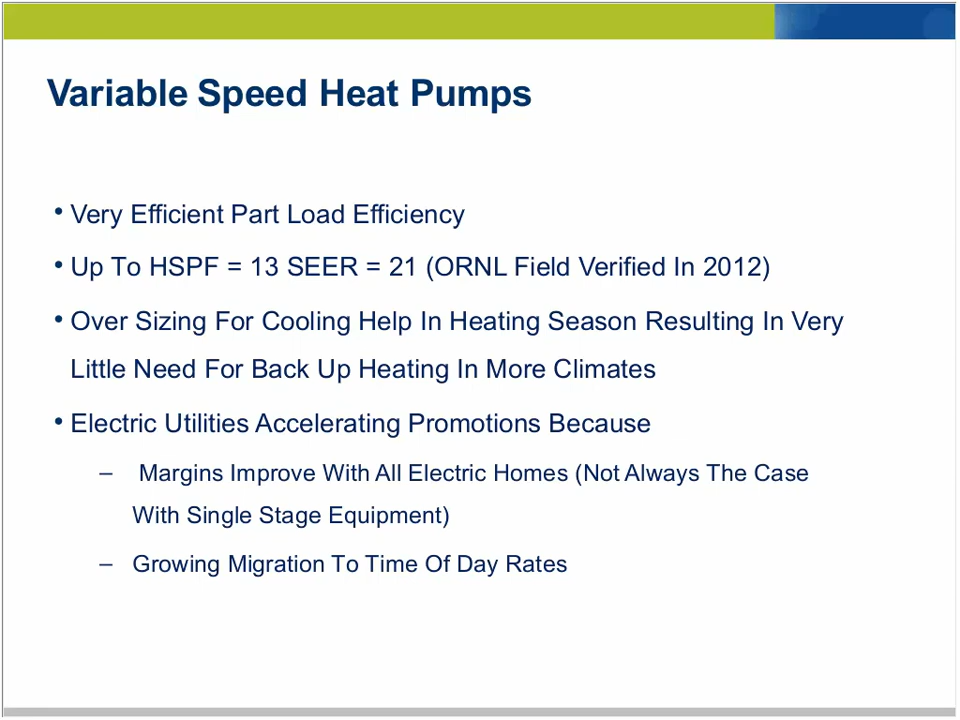 Variable Speed Heat Pumps
• Very Efficient Part Load Efficiency
• Up To HSPF = 13 SEER = 21 (ORNL Field Verified In 2012)
• Over Sizing For Cooling Help In Heating Season Resulting In Very
Little Need For Back Up Heating In More Climates
• Electric Utilities Accelerating Promotions Because
– Margins Improve With All Electric Homes (Not Always The Case
With Single Stage Equipment)
– Growing Migration To Time Of Day Rates